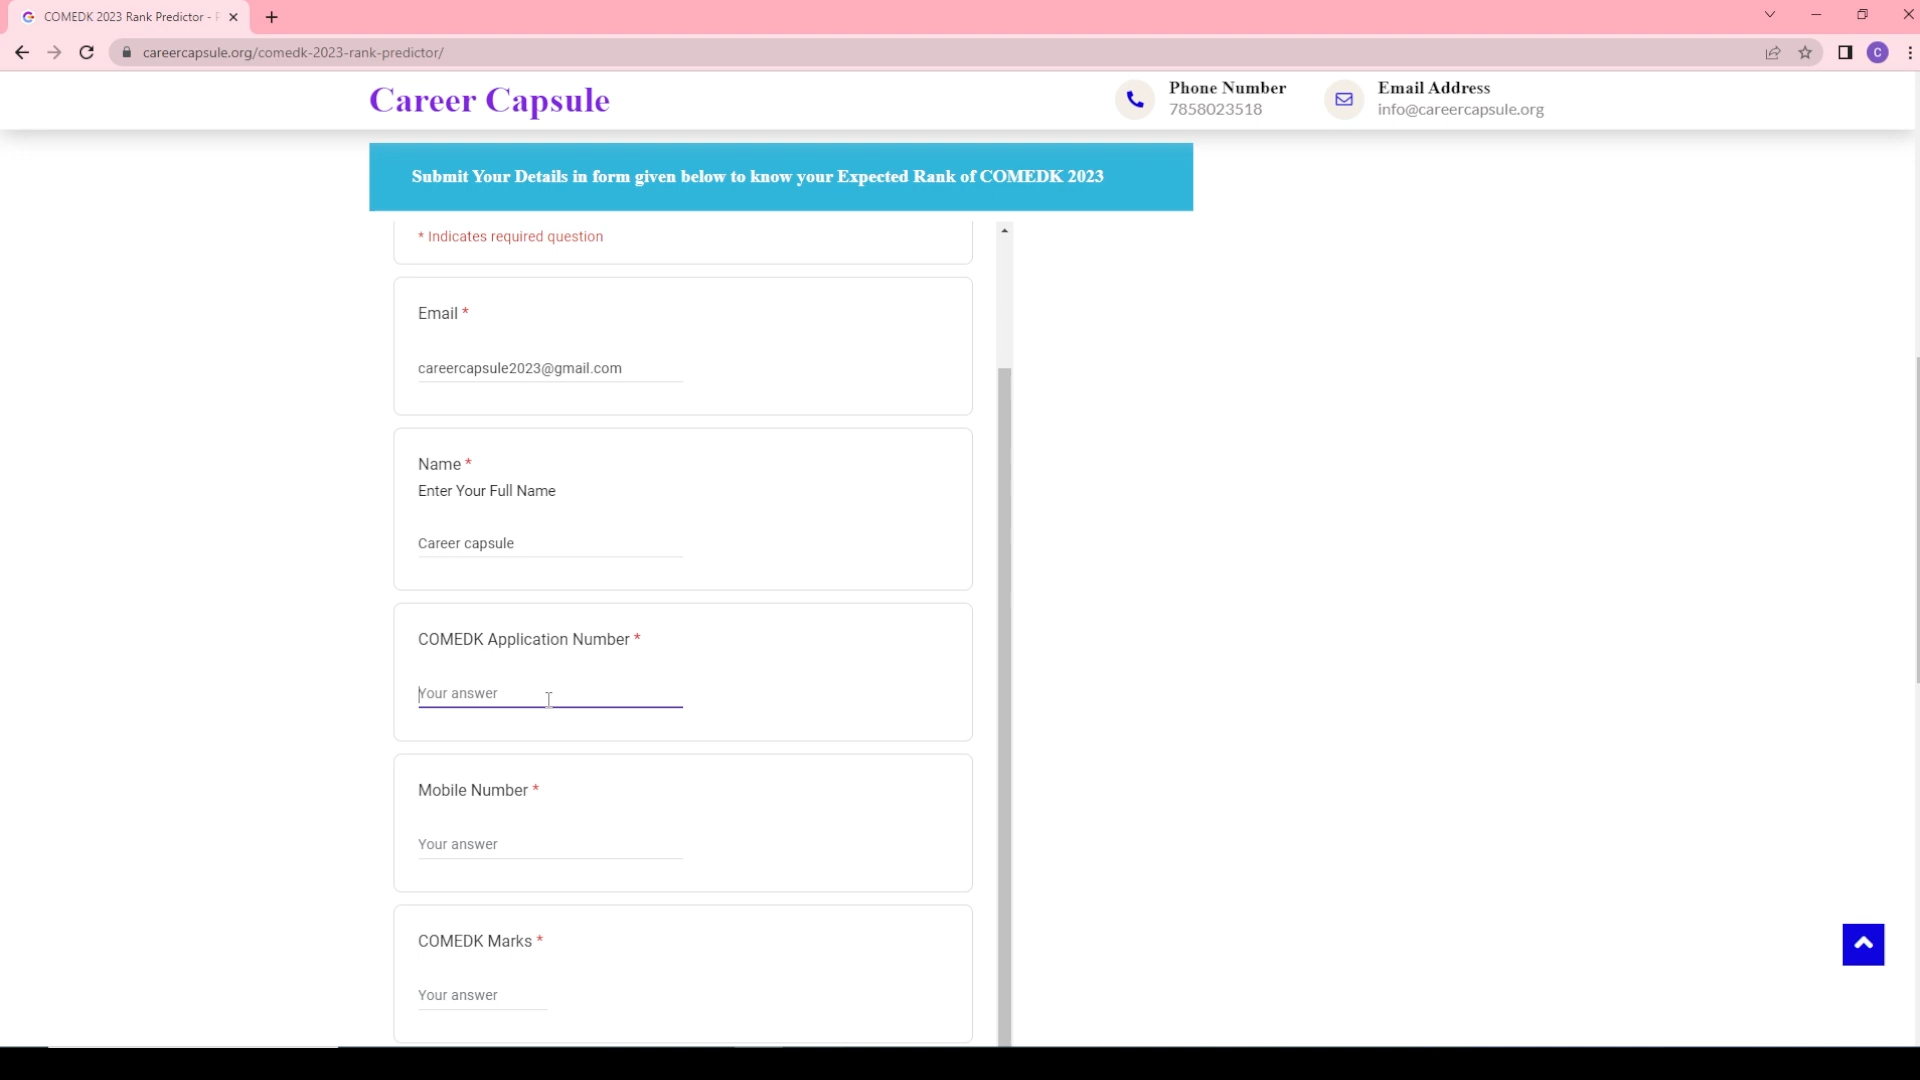 COMEDK 2023 Rank Predictor -
careercapsule.org/comedk-2023-rank-predictor/
C
Career Capsule
Phone Number
7858023518
Email Address
info@careercapsule.org
Submit Your Details in form given below to know your Expected Rank of COMEDK 2023
* Indicates required question
Email *
careercapsule2023@gmail.com
Name *
Enter Your Full Name
Career capsule
COMEDK Application Number *
Your answer
Mobile Number *
Your answer
COMEDK Marks *
Your answer